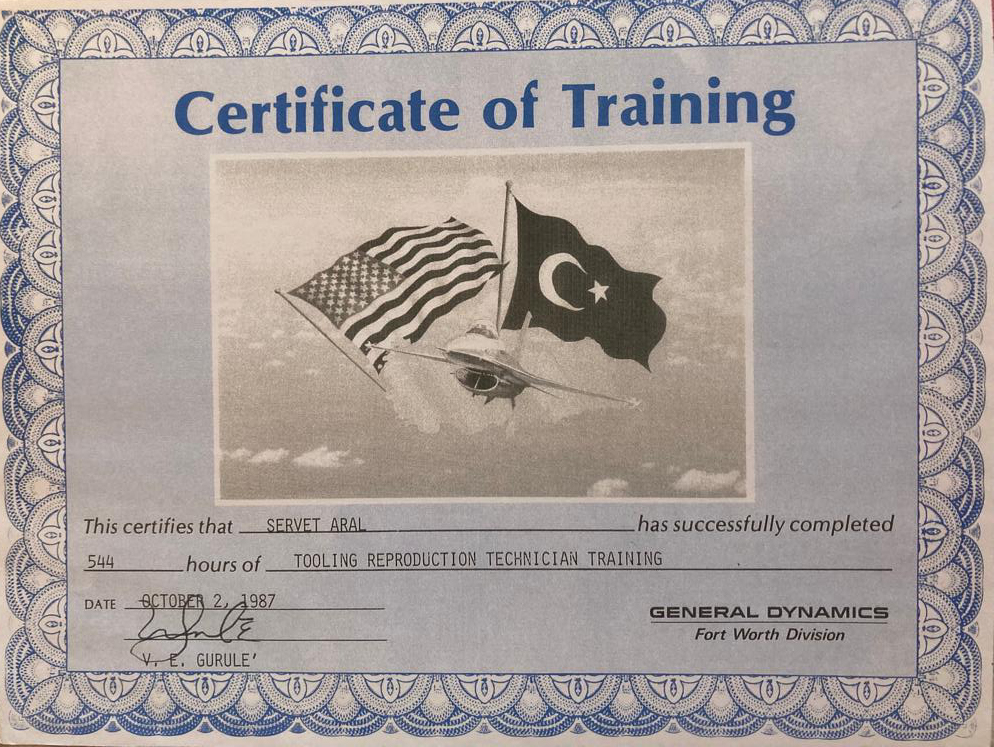 Certificate of Training
This certifies that SERVET ARAL has successfully completed
544 hours of TOOLING REPRODUCTION TECHNICIAN TRAINING
DATE OCTOBER 2, 1987
GENERAL DYNAMICS
Fort Worth Division
V. E. GURULE'